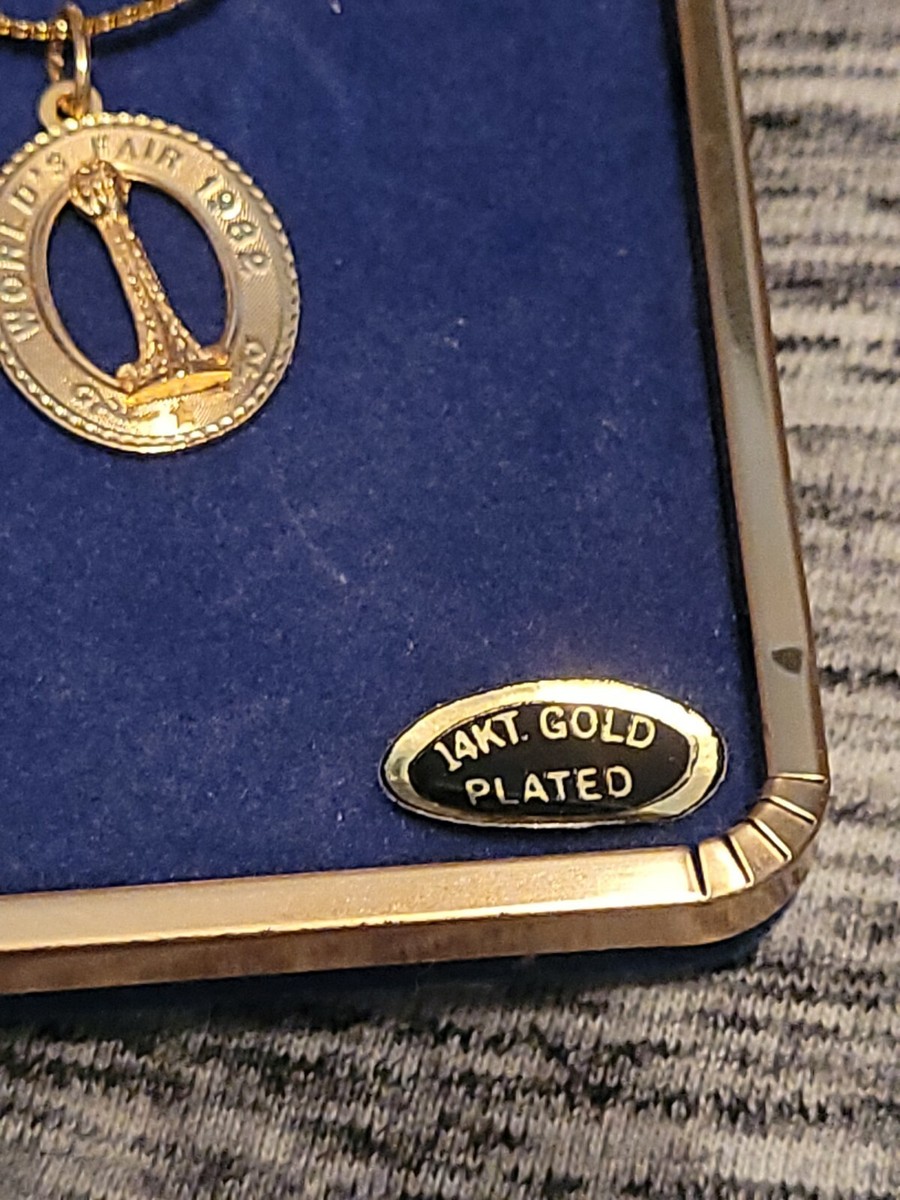 WORLD'S FAIR 1982
14KT. GOLD
PLATED